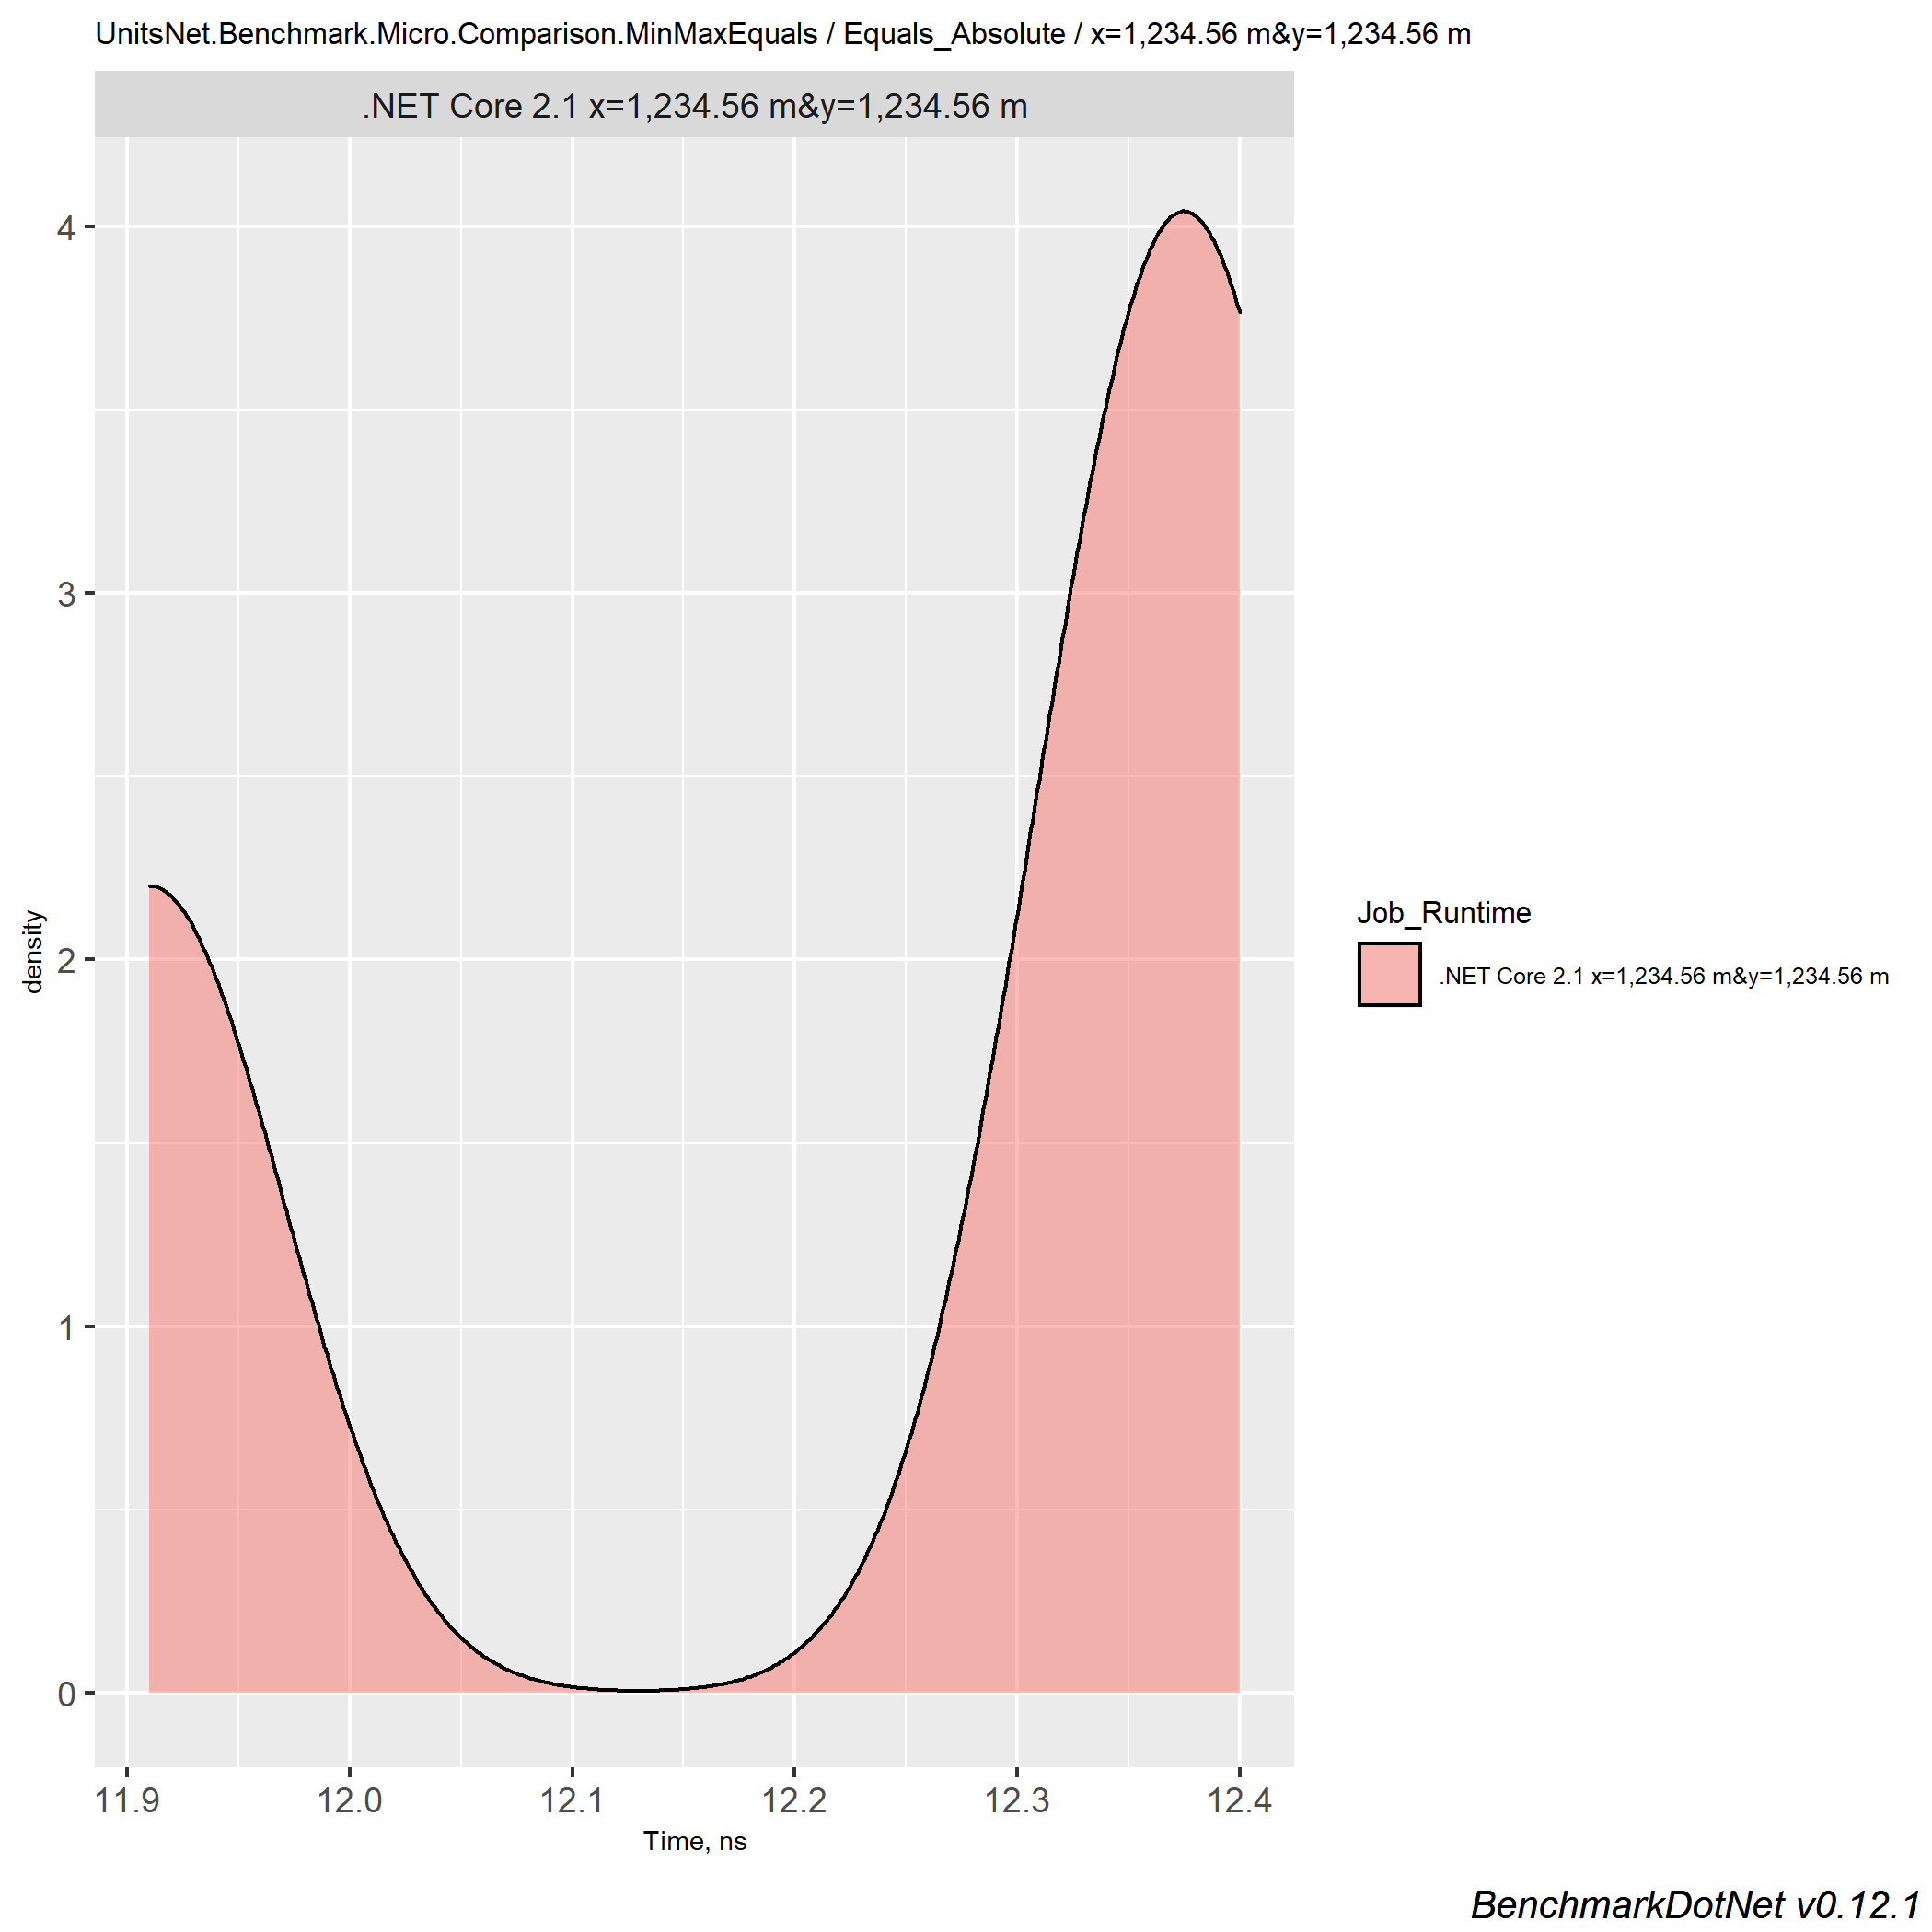 UnitsNet.Benchmark.Micro.Comparison.MinMaxEquals / Equals_Absolute / x=1,234.56 m&y=1,234.56 m
.NET Core 2.1 x=1,234.56 m&y=1,234.56 m
4
3
2
1
0
density
11.9 12.0 12.1 12.2 12.3 12.4
Time, ns
Job_Runtime
.NET Core 2.1 x=1,234.56 m&y=1,234.56 m
BenchmarkDotNet v0.12.1